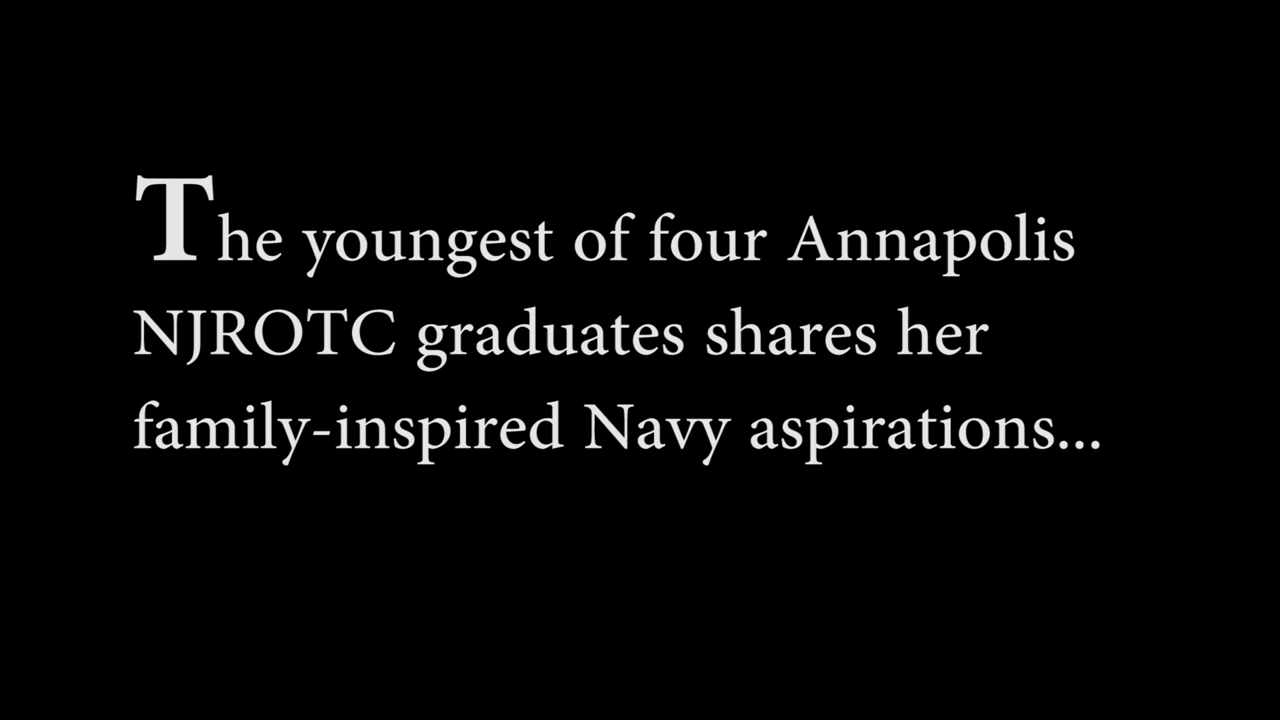 The youngest of four Annapolis
NJROTC graduates shares her
family-inspired Navy aspirations...